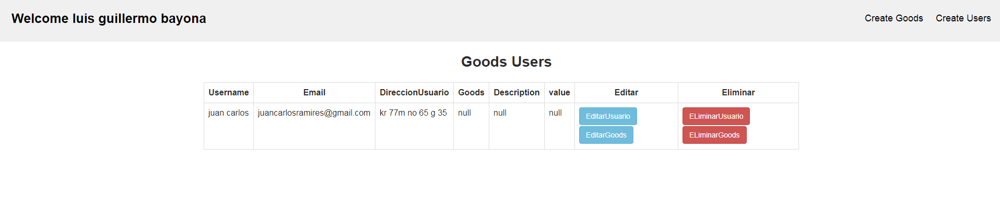 Welcome luis guillermo bayona
Create Goods Create Users
Goods Users
Username Email DireccionUsuario Goods Description value Editar Eliminar
juan carlos juancarlosramires@gmail.com kr 77m no 65 g 35 null null null EditarUsuario ELiminarUsuario
EditarGoods ELiminarGoods